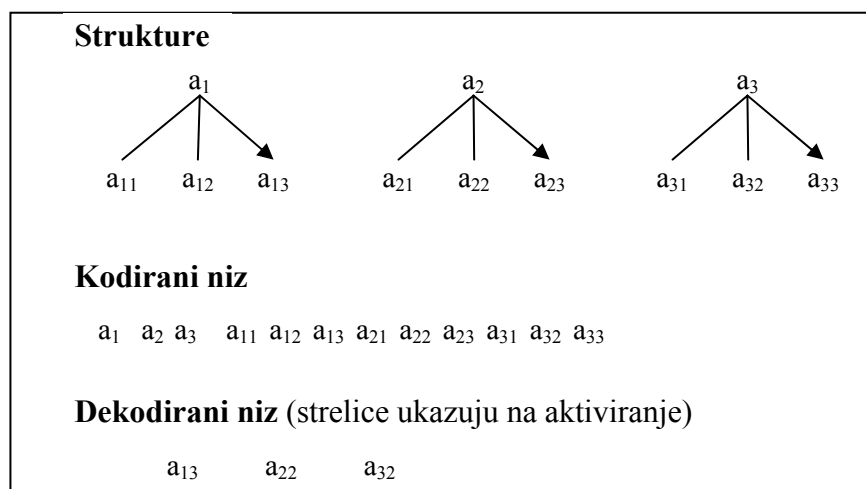 Strukture
a₁ a₂ a₃
a₁₁ a₁₂ a₁₃ a₂₁ a₂₂ a₂₃ a₃₁ a₃₂ a₃₃
Kodirani niz
a₁ a₂ a₃ a₁₁ a₁₂ a₁₃ a₂₁ a₂₂ a₂₃ a₃₁ a₃₂ a₃₃
Dekodirani niz (strelice ukazuju na aktiviranje)
a₁₃ a₂₂ a₃₂